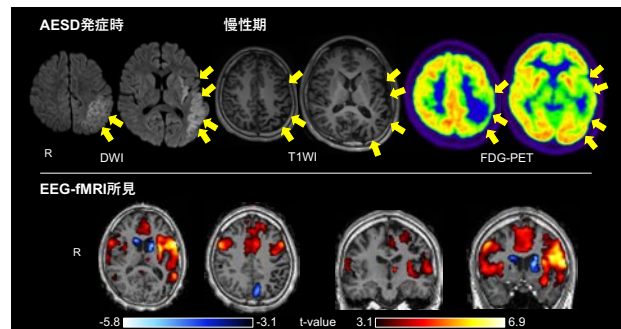 AESD発症時 慢性期
R DWI T1WI FDG-PET
EEG-fMRI所見
R
-5.8 -3.1 t-value 3.1 6.9